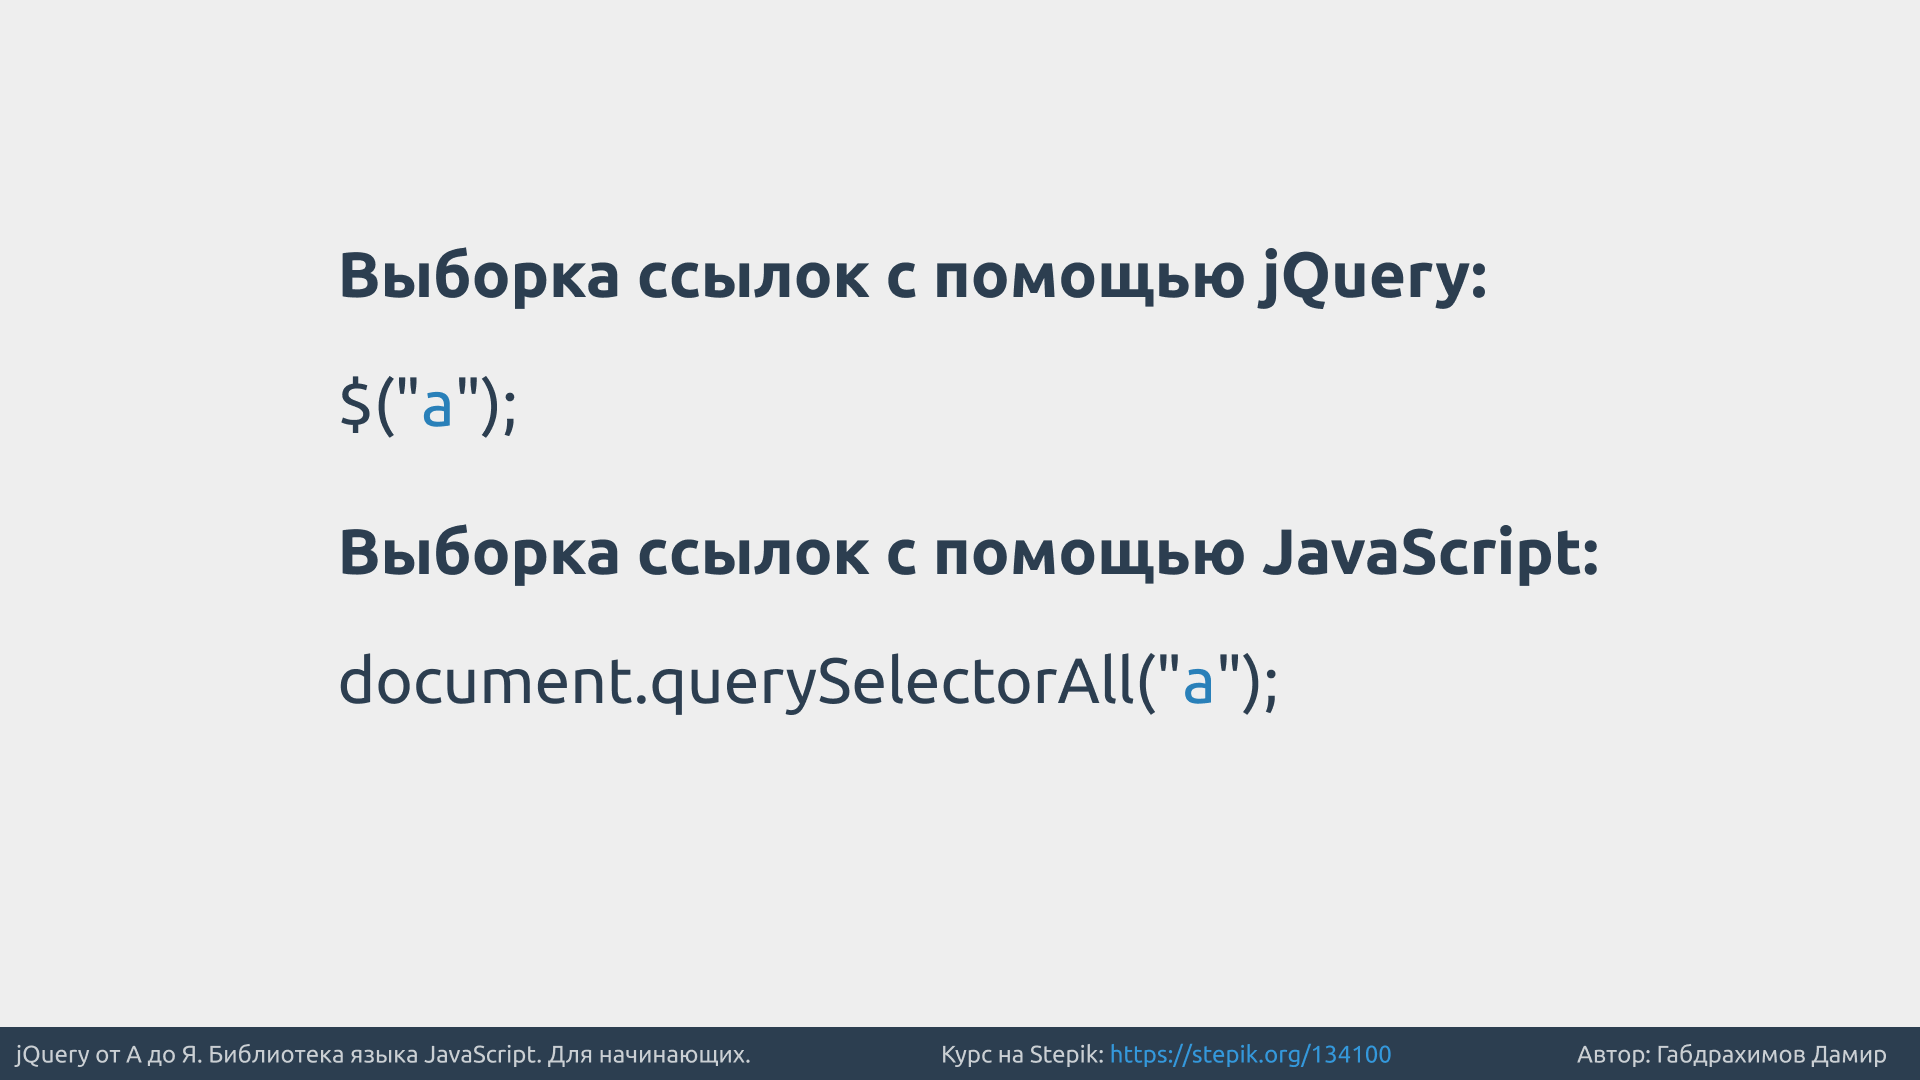 Выборка ссылок с помощью jQuery:
$("a");
Выборка ссылок с помощью JavaScript:
document.querySelectorAll("a");
jQuery от А до Я. Библиотека языка JavaScript. Для начинающих.
Курс на Stepik: https://stepik.org/134100
Автор: Габдрахимов Дамир